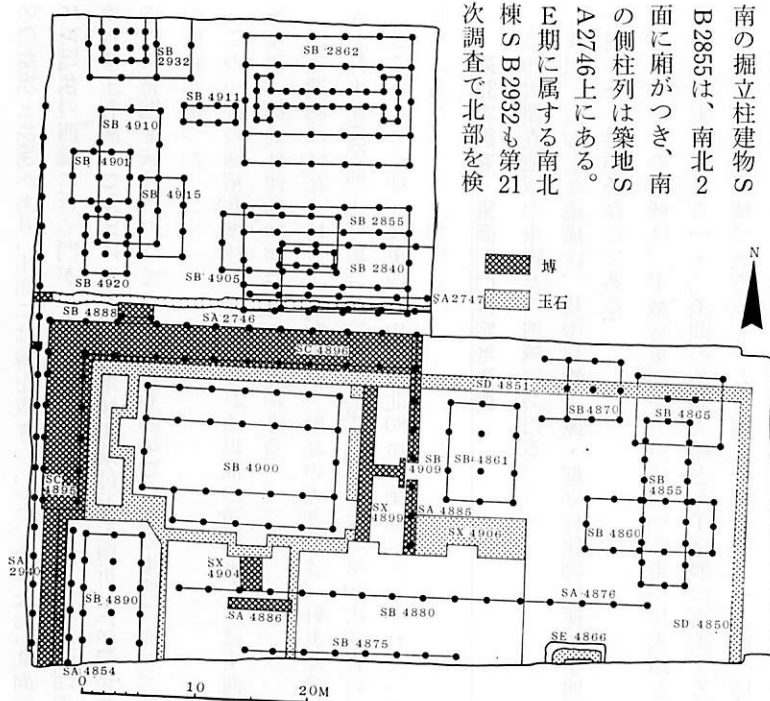 南の掘立柱建物S
B2855は、南北2
面に廂がつき、南
の側柱列は築地S
A2746上にある。
E期に属する南北
棟SB2932も第21
次調査で北部を検
SB
2932
SB 2862
SB 4911
SB 4910
SB 4901
SB 4915
SB 2855
SB 2840
SB 4905
SB 4920
SA2747
塼
玉石
N
SB 4888
SA 2746
SC 4896
SD 4851
SB 4870
SB 4865
SB 4900
SB
4909
SB 4861
SB
4855
SC
4895
SX
4899
SA 4885
SX 4906
SB 4860
SA
2940
SX
4904
SB 4890
SB 4880
SA 4876
SA 4886
SE 4866
SD 4850
SB 4875
SA 4854
0 10 20M